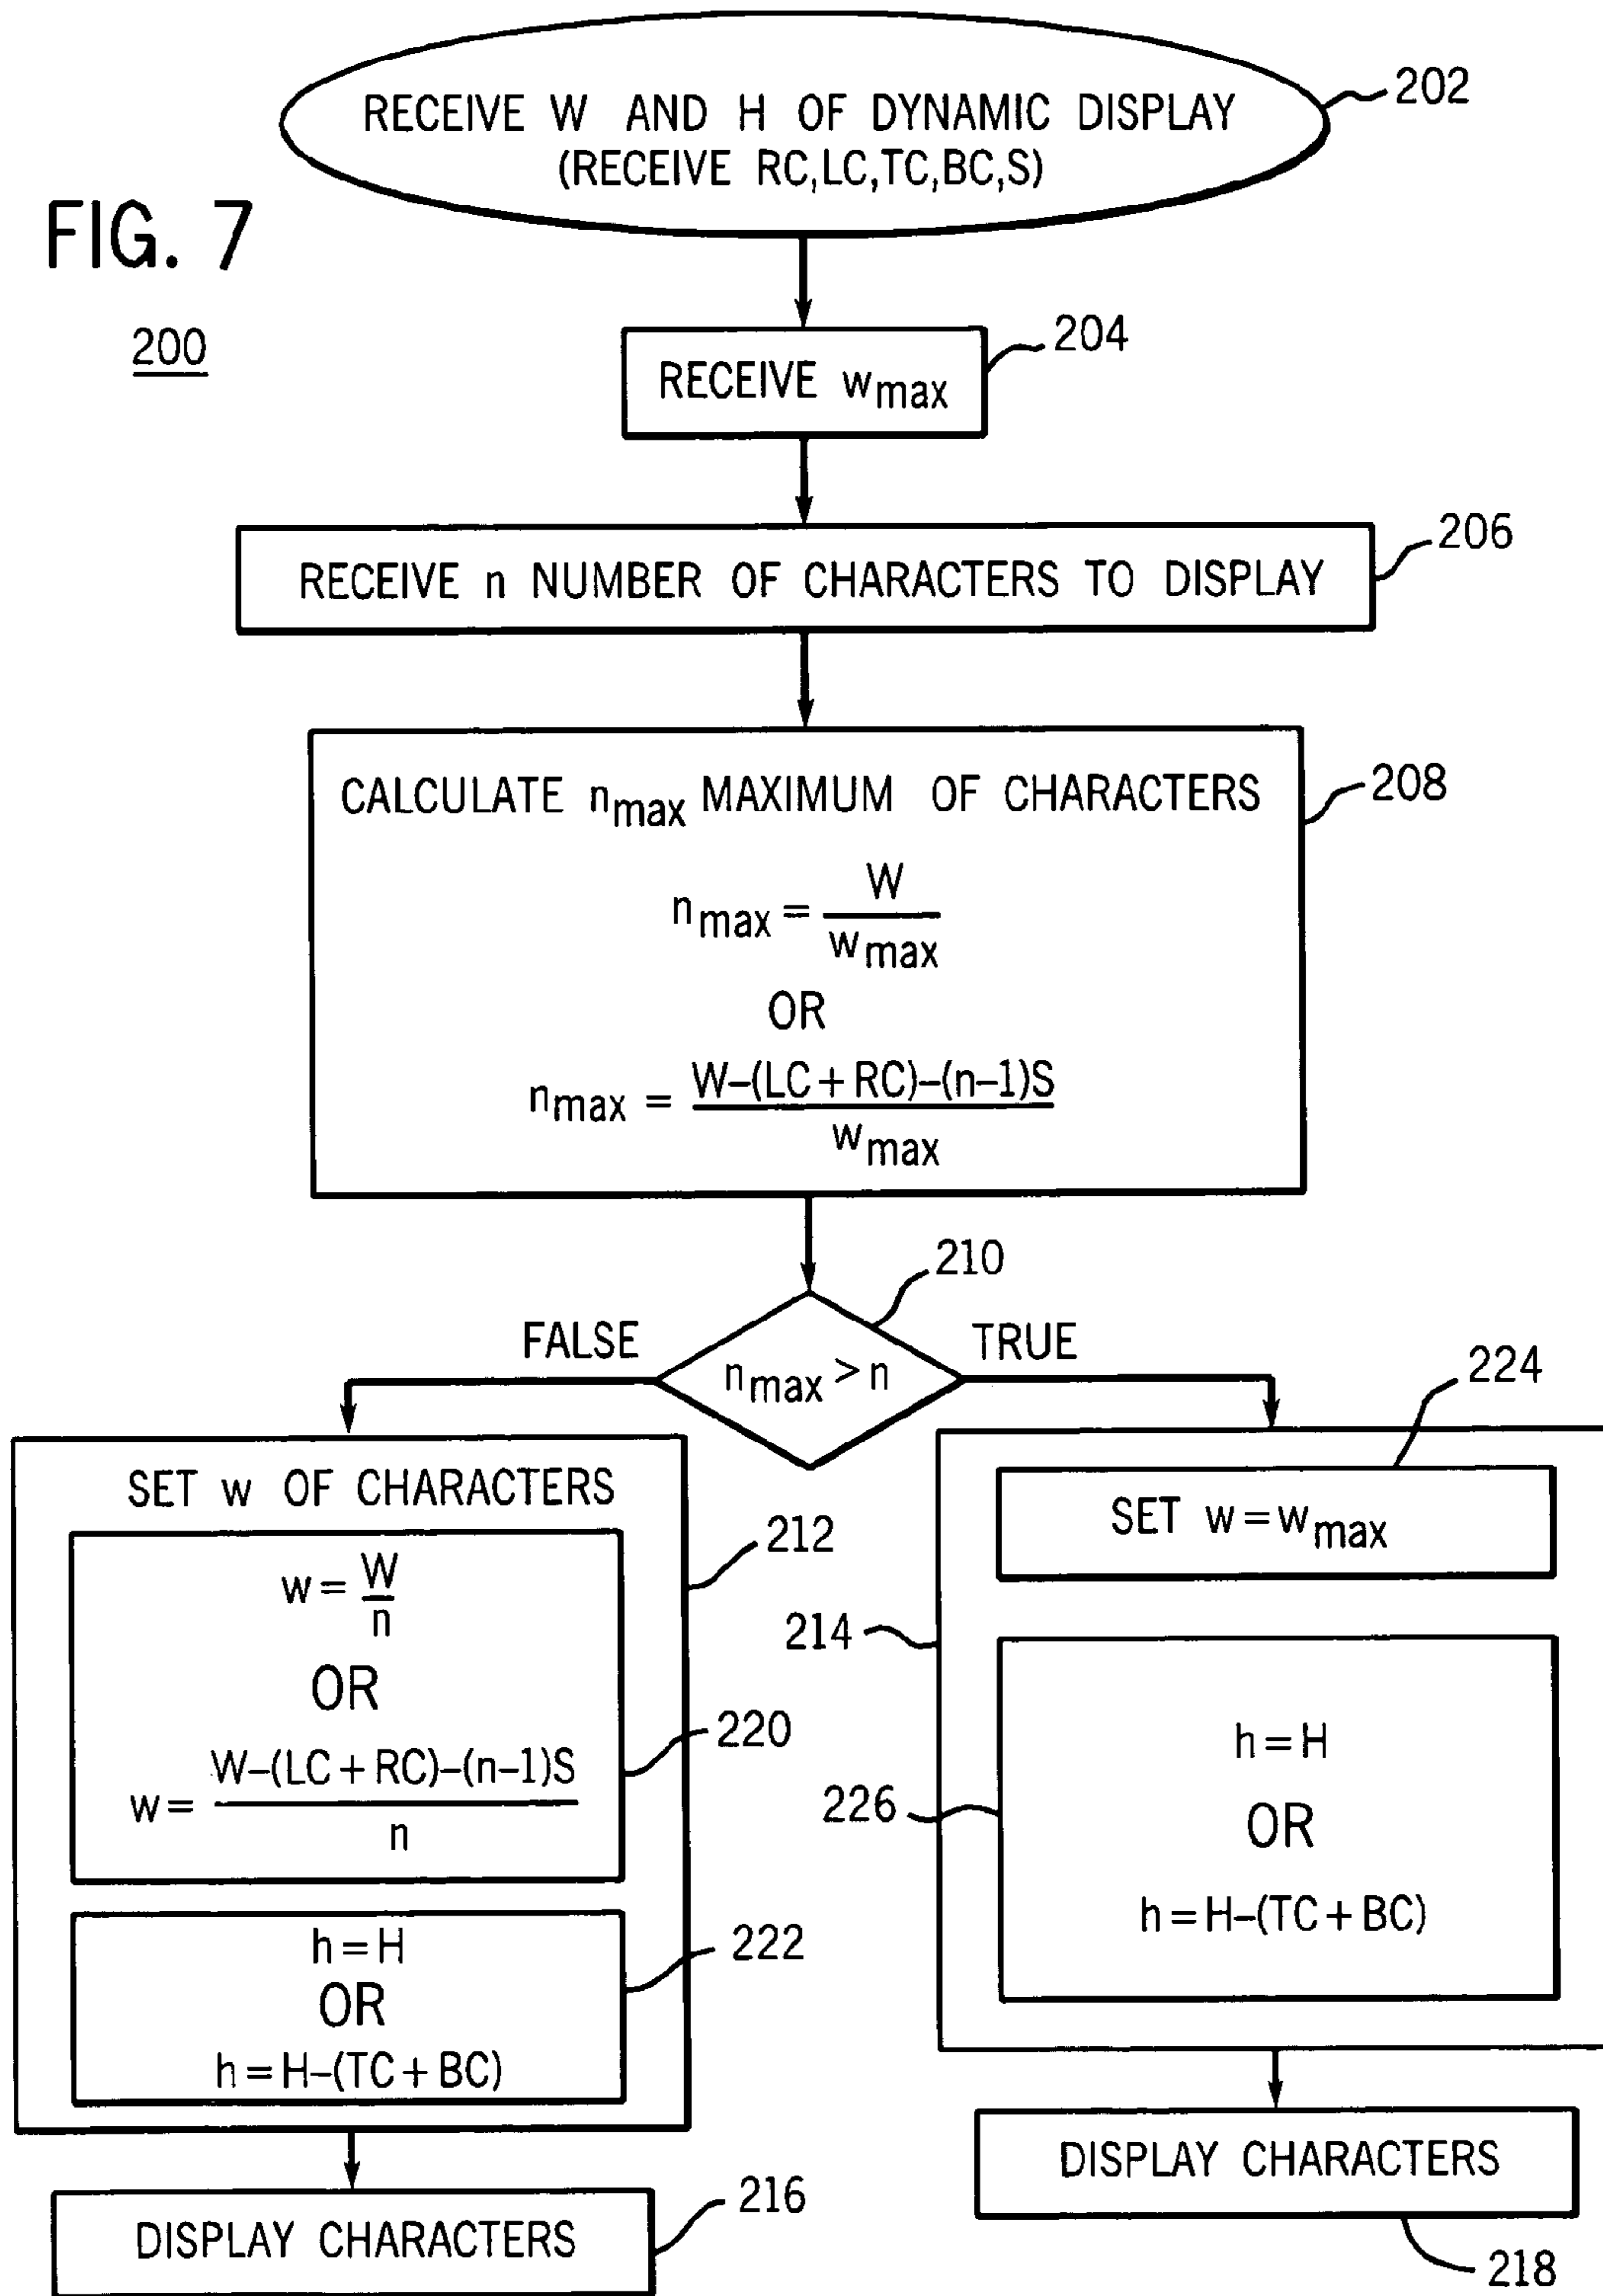 RECEIVE W AND H OF DYNAMIC DISPLAY
(RECEIVE RC,LC,TC,BC,S)
202
FIG. 7
200
RECEIVE wmax
204
RECEIVE n NUMBER OF CHARACTERS TO DISPLAY
206
CALCULATE nmax MAXIMUM OF CHARACTERS
nmax = W
wmax
OR
nmax = W–(LC + RC)–(n–1)S
wmax
208
210
nmax > n
FALSE
TRUE
SET w OF CHARACTERS
212
w = W
n
OR
w = W–(LC + RC)–(n–1)S
n
220
h = H
OR
h = H–(TC + BC)
222
DISPLAY CHARACTERS
216
224
SET w = wmax
214
226
h = H
OR
h = H–(TC + BC)
DISPLAY CHARACTERS
218